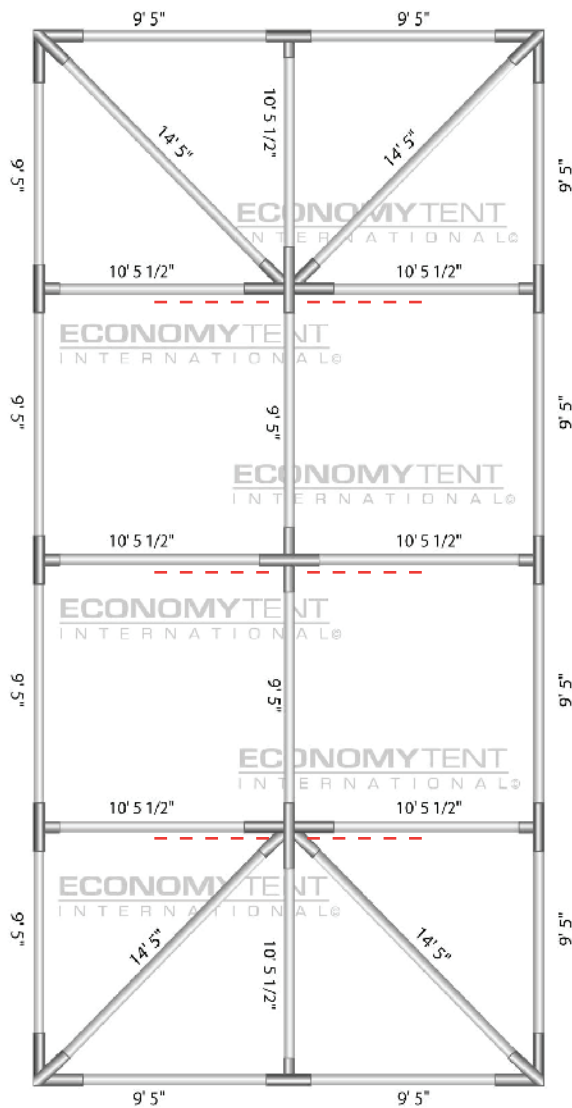 9' 5" 9' 5"
10' 5 1/2"
14' 5" 14' 5"
9' 5" 9' 5"
ECONOMYTENT
INTERNATIONAL©
10' 5 1/2" 10' 5 1/2"
ECONOMYTENT
INTERNATIONAL©
9' 5" 9' 5" 9' 5"
ECONOMYTENT
INTERNATIONAL©
10' 5 1/2" 10' 5 1/2"
ECONOMYTENT
INTERNATIONAL©
9' 5" 9' 5" 9' 5"
ECONOMYTENT
INTERNATIONAL©
10' 5 1/2" 10' 5 1/2"
ECONOMYTENT
INTERNATIONAL©
9' 5" 9' 5"
14' 5" 14' 5"
10' 5 1/2"
9' 5" 9' 5"